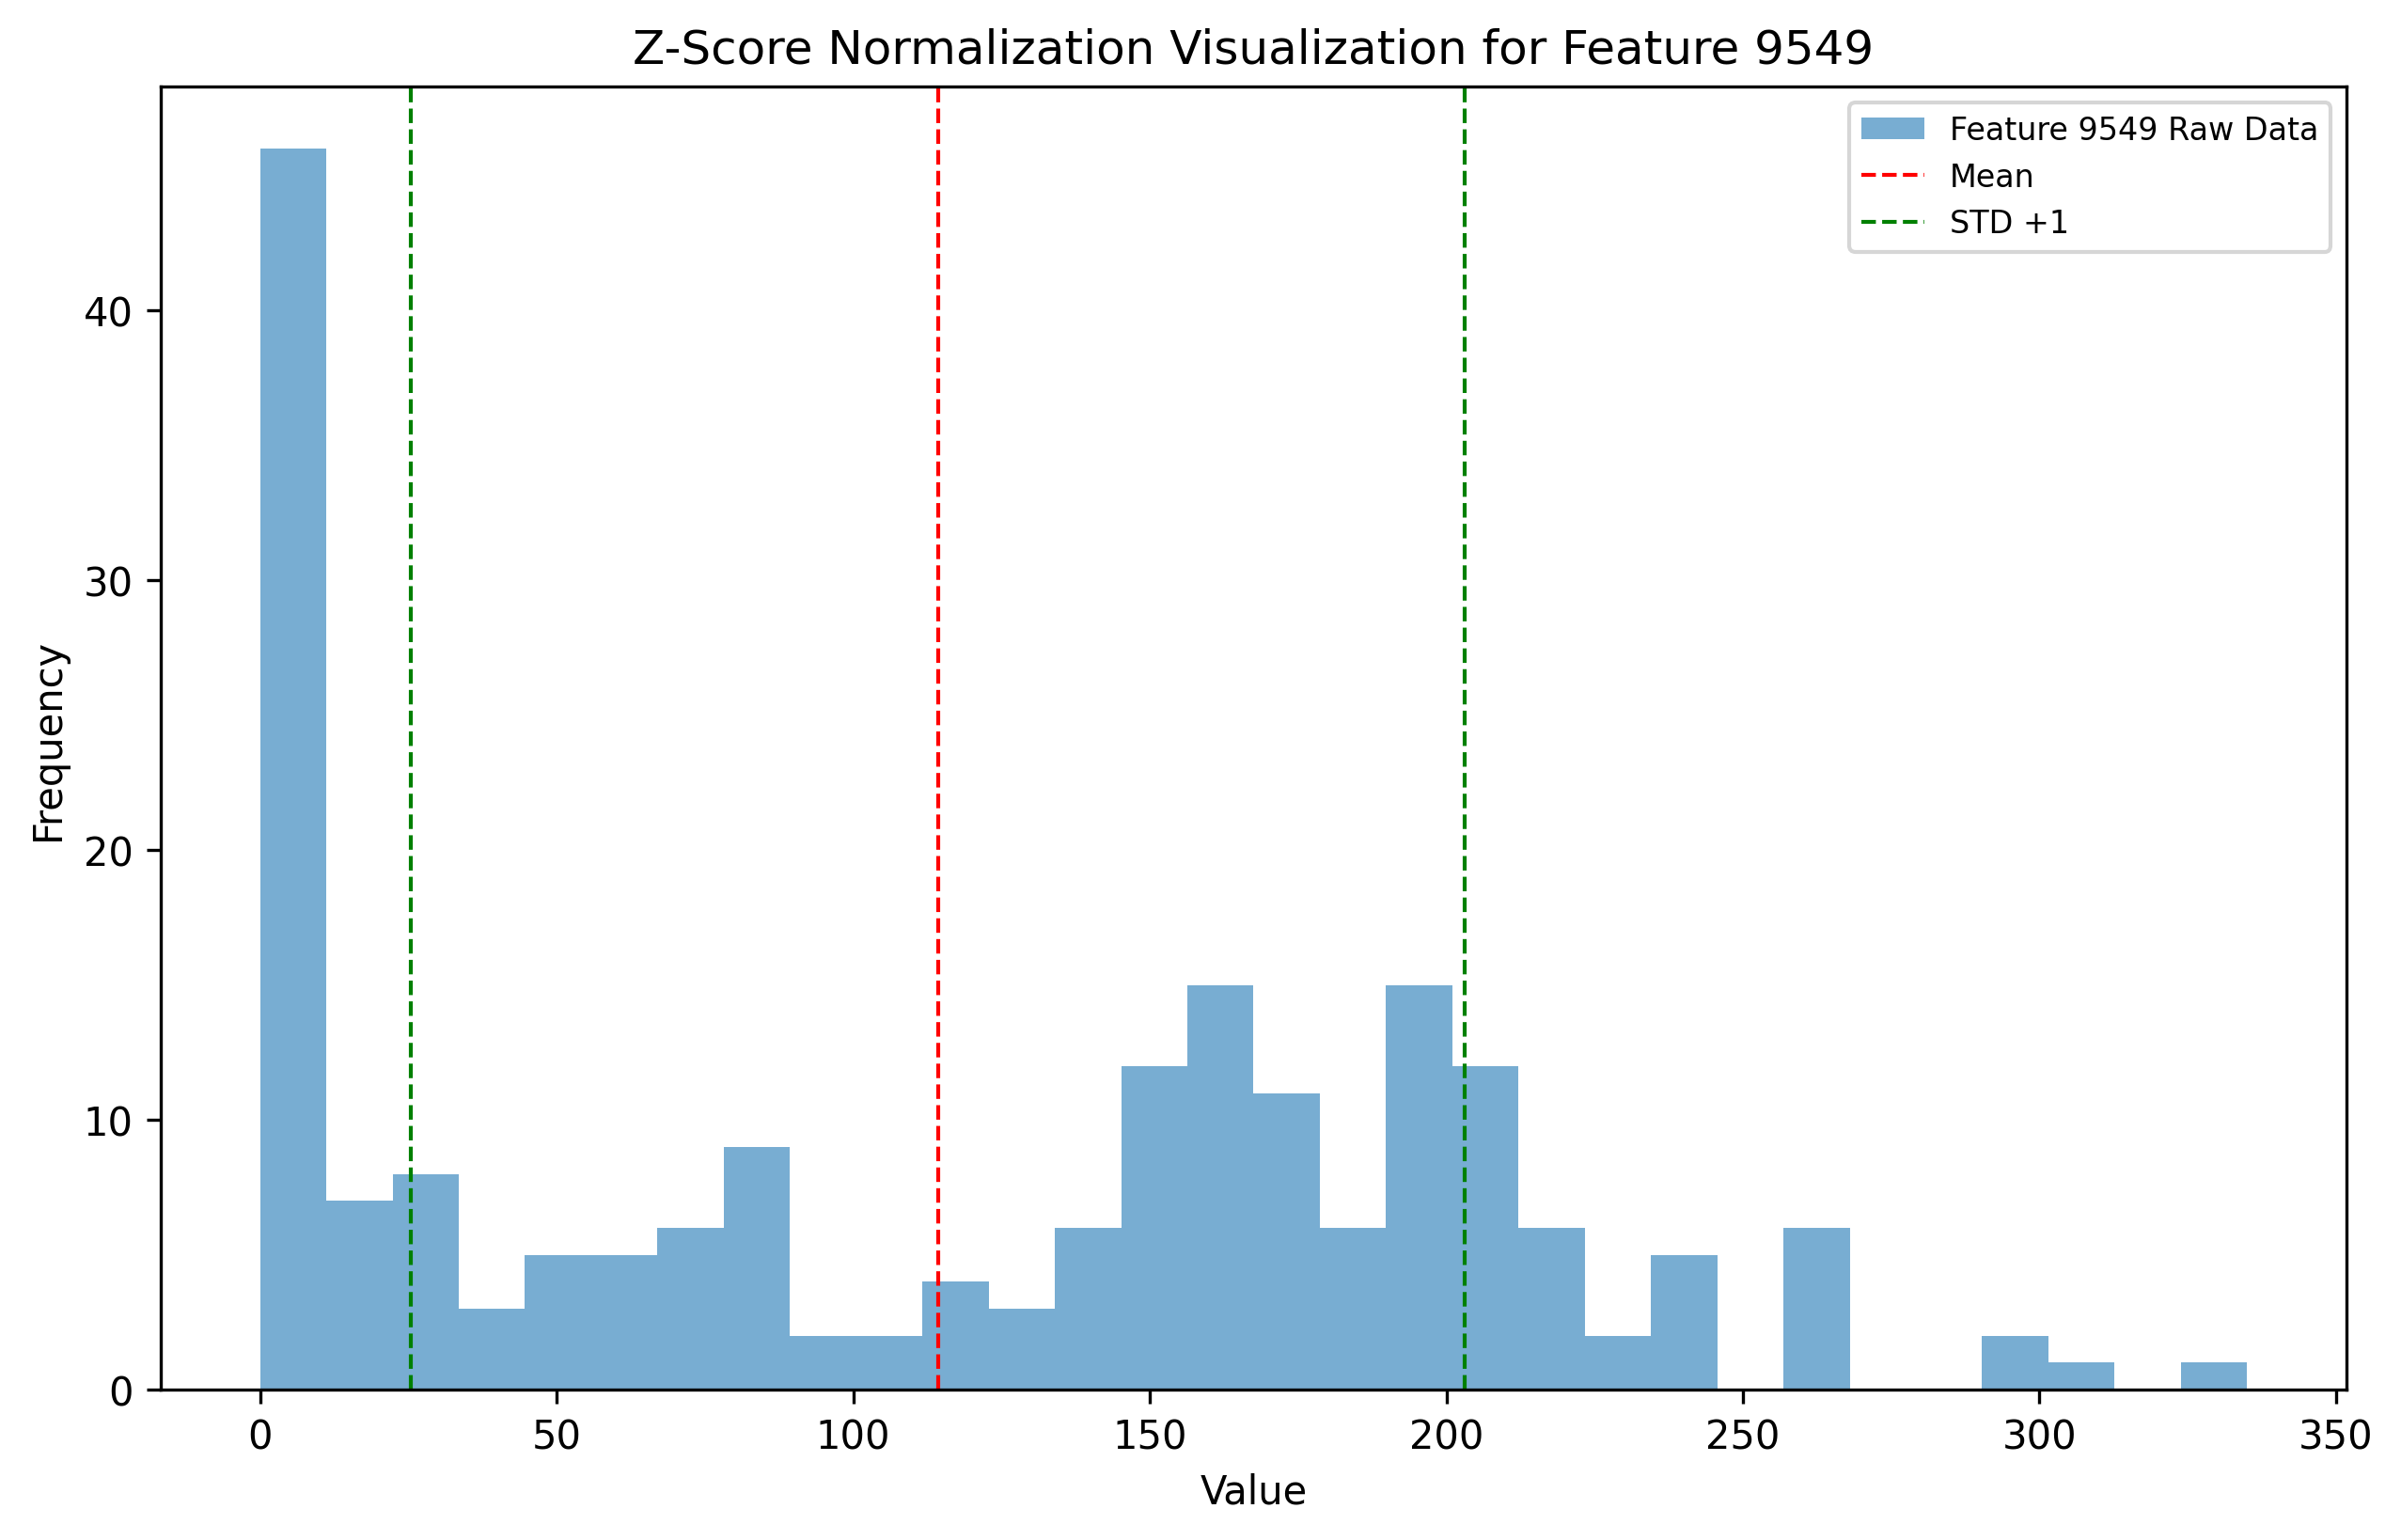 Z-Score Normalization Visualization for Feature 9549
Feature 9549 Raw Data
Mean
STD +1
40
30
20
10
0
Frequency
0 50 100 150 200 250 300 350
Value